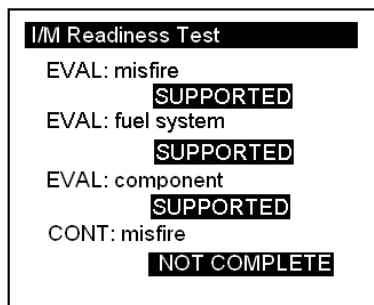 I/M Readiness Test
EVAL: misfire
SUPPORTED
EVAL: fuel system
SUPPORTED
EVAL: component
SUPPORTED
CONT: misfire
NOT COMPLETE